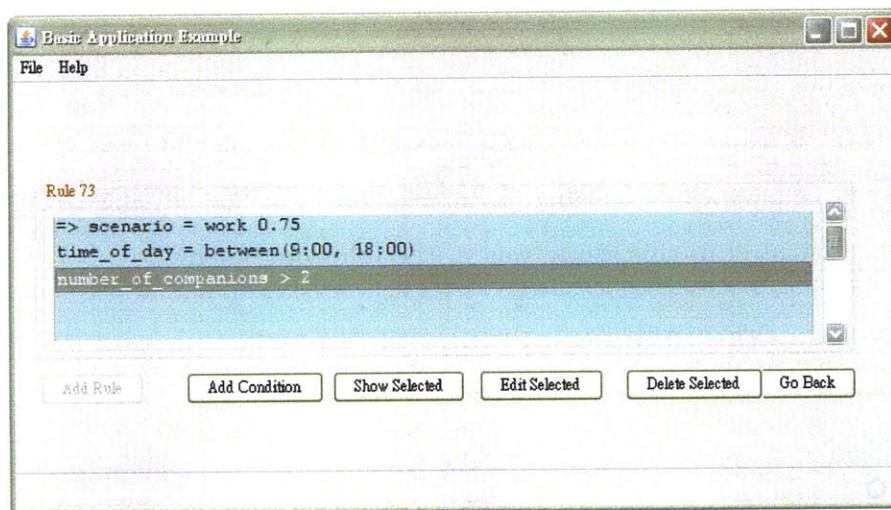 Basic Application Example
File Help
Rule 73
=> scenario = work 0.75
time_of_day = between(9:00, 18:00)
number_of_companions > 2
Add Rule Add Condition Show Selected Edit Selected Delete Selected Go Back